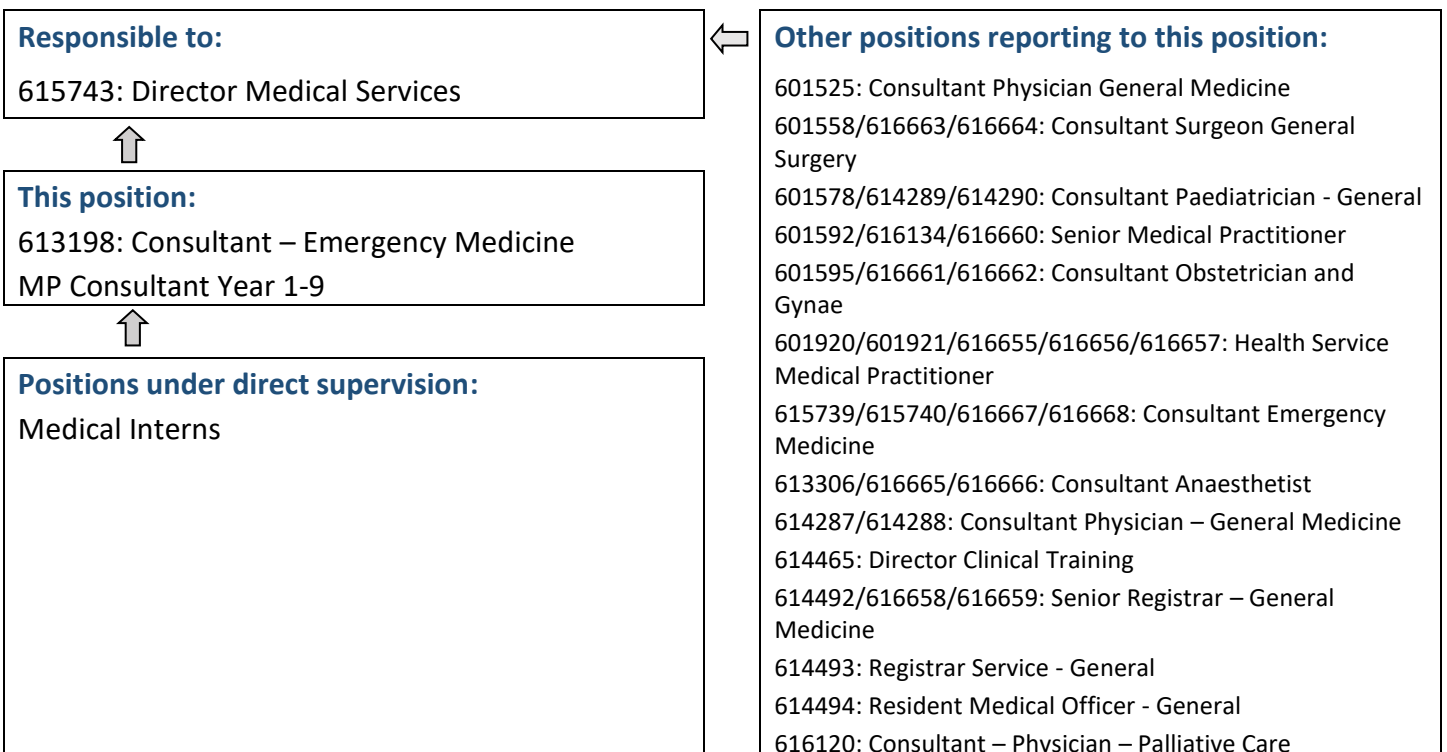 Responsible to:
615743: Director Medical Services
This position:
613198: Consultant – Emergency Medicine
MP Consultant Year 1-9
Positions under direct supervision:
Medical Interns
Other positions reporting to this position:
601525: Consultant Physician General Medicine
601558/616663/616664: Consultant Surgeon General
Surgery
601578/614289/614290: Consultant Paediatrician - General
601592/616134/616660: Senior Medical Practitioner
601595/616661/616662: Consultant Obstetrician and
Gynae
601920/601921/616655/616656/616657: Health Service
Medical Practitioner
615739/615740/616667/616668: Consultant Emergency
Medicine
613306/616665/616666: Consultant Anaesthetist
614287/614288: Consultant Physician – General Medicine
614465: Director Clinical Training
614492/616658/616659: Senior Registrar – General
Medicine
614493: Registrar Service - General
614494: Resident Medical Officer - General
616120: Consultant – Physician – Palliative Care